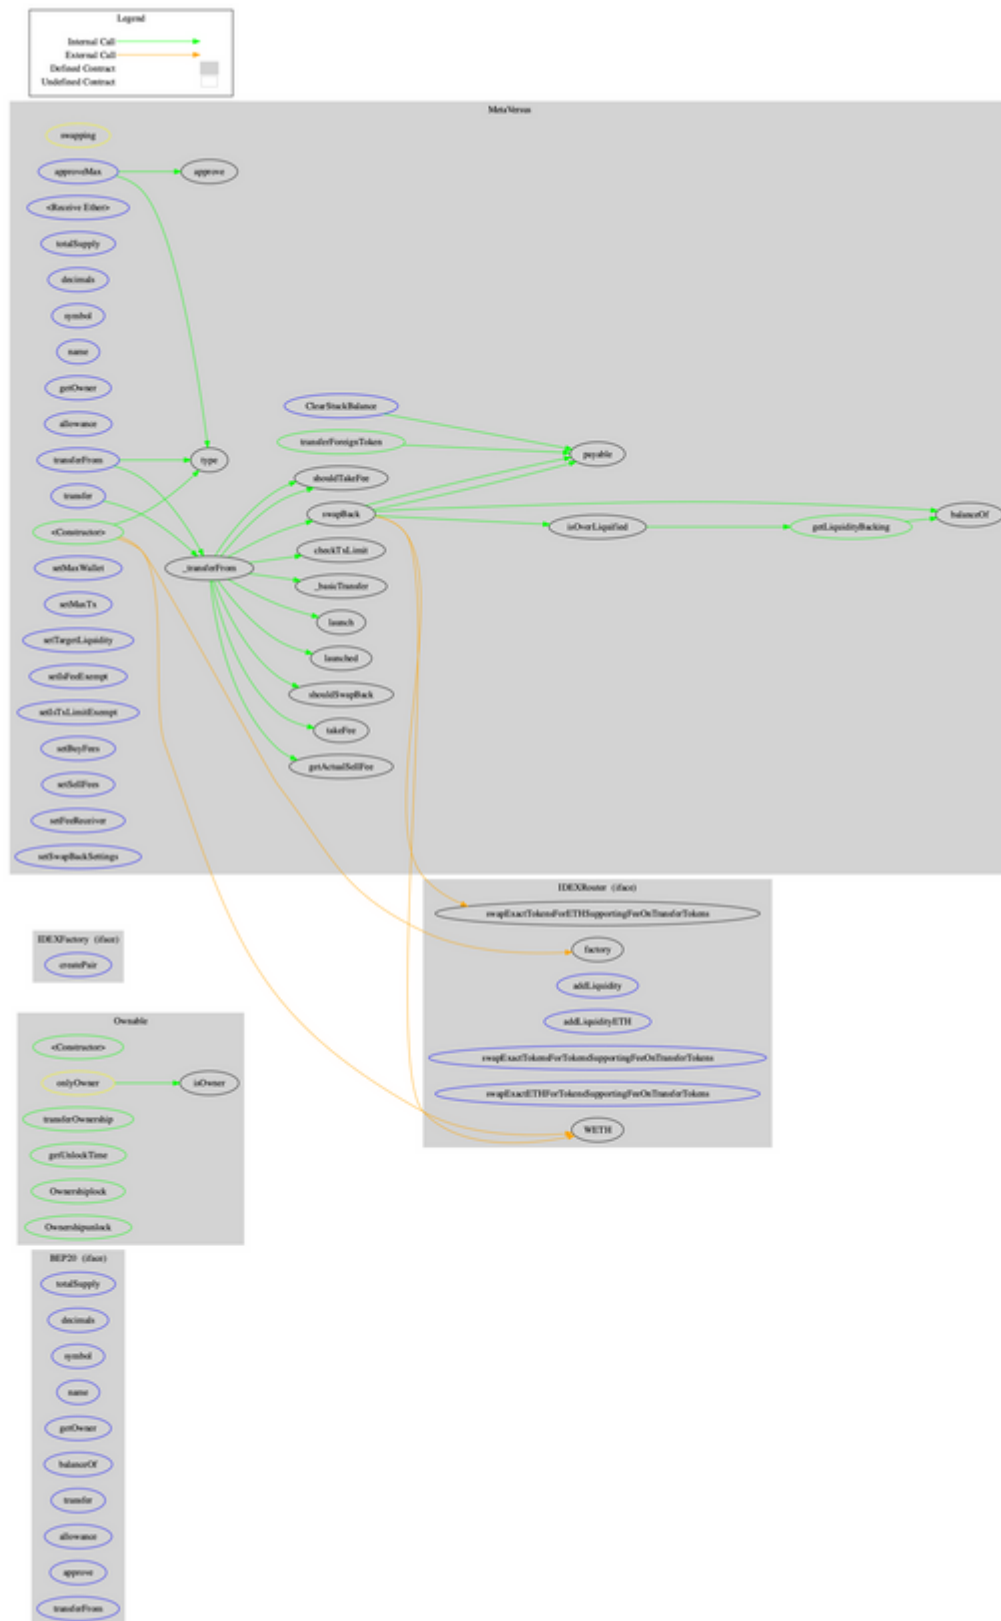 Legend
Internal Call
External Call
Defined Contract
Undefined Contract
MetaVersus
swapping
approveMax
approve
<Receive Ether>
totalSupply
decimals
symbol
name
getOwner
allowance
ClearStuckBalance
transferForeignToken
payable
transferFrom
type
shouldTakeFee
transfer
swapBack
balanceOf
<Constructor>
isOverLiquified
getLiquidityBacking
checkTxLimit
setMaxWallet
_transferFrom
_basicTransfer
setMaxTx
launch
setTargetLiquidity
launched
setIsFeeExempt
shouldSwapBack
setIsTxLimitExempt
takeFee
setBuyFees
getActualSellFee
setSellFees
setFeeReceiver
setSwapBackSettings
IDEXRouter (iface)
swapExactTokensForETHSupportingFeeOnTransferTokens
factory
addLiquidity
addLiquidityETH
swapExactTokensForTokensSupportingFeeOnTransferTokens
swapExactETHForTokensSupportingFeeOnTransferTokens
WETH
IDEXFactory (iface)
createPair
Ownable
<Constructor>
onlyOwner
isOwner
transferOwnership
getUnlockTime
Ownershiplock
Ownershipunlock
BEP20 (iface)
totalSupply
decimals
symbol
name
getOwner
balanceOf
transfer
allowance
approve
transferFrom